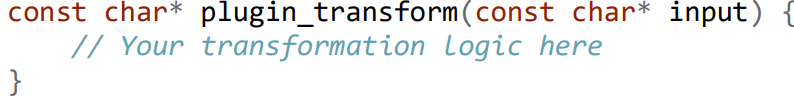 const char* plugin_transform(const char* input) {
    // Your transformation logic here
}